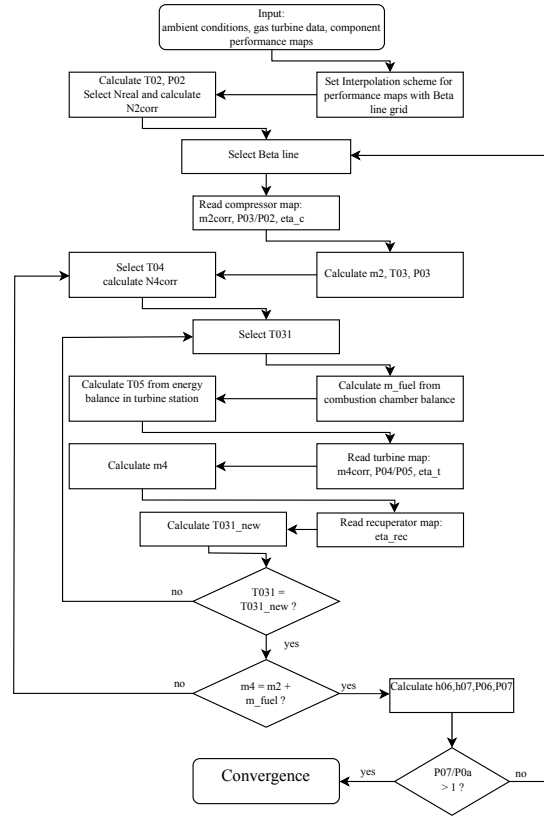 Input:
ambient conditions, gas turbine data, component
performance maps
Calculate T02, P02
Select Nreal and calculate
N2corr
Set Interpolation scheme for
performance maps with Beta
line grid
Select Beta line
Read compressor map:
m2corr, P03/P02, eta_c
Select T04
calculate N4corr
Calculate m2, T03, P03
Select T031
Calculate T05 from energy
balance in turbine station
Calculate m_fuel from
combustion chamber balance
Calculate m4
Read turbine map:
m4corr, P04/P05, eta_t
Calculate T031_new
Read recuperator map:
eta_rec
no
T031 =
T031_new ?
yes
no
m4 = m2 +
m_fuel ?
yes
Calculate h06,h07,P06,P07
Convergence
yes
P07/P0a
> 1 ?
no